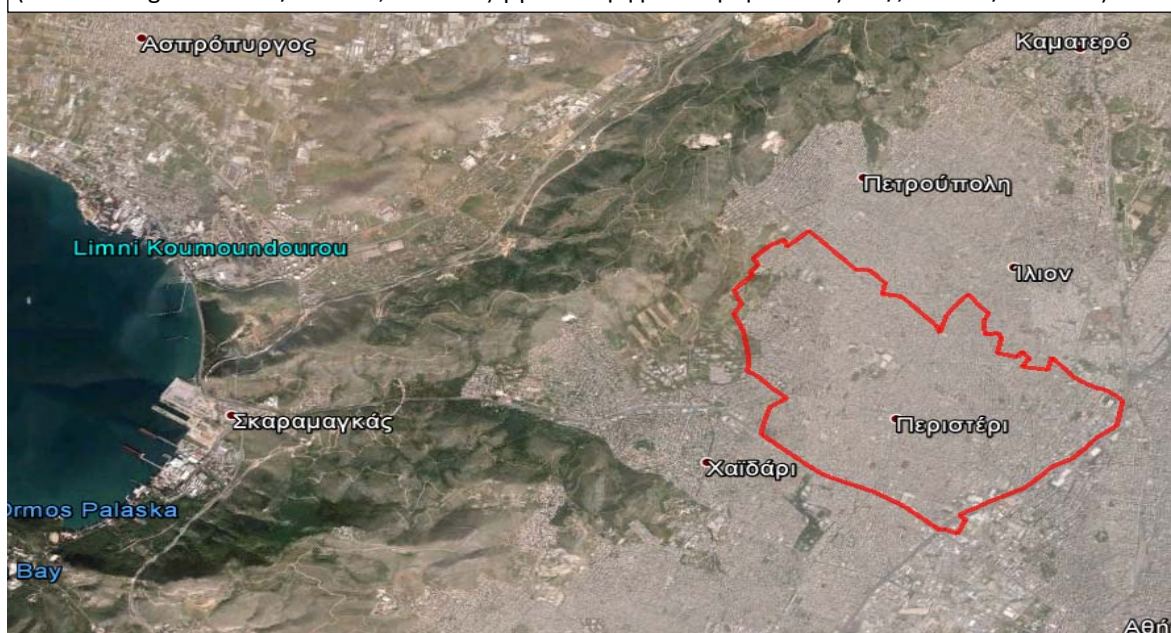 Ασπρόπυργος
Καματερό
Πετρούπολη
Limni Koumoundourou
Ίλιον
Σκαραμαγκάς
Περιστέρι
Χαϊδάρι
Ormos Palaska
Bay